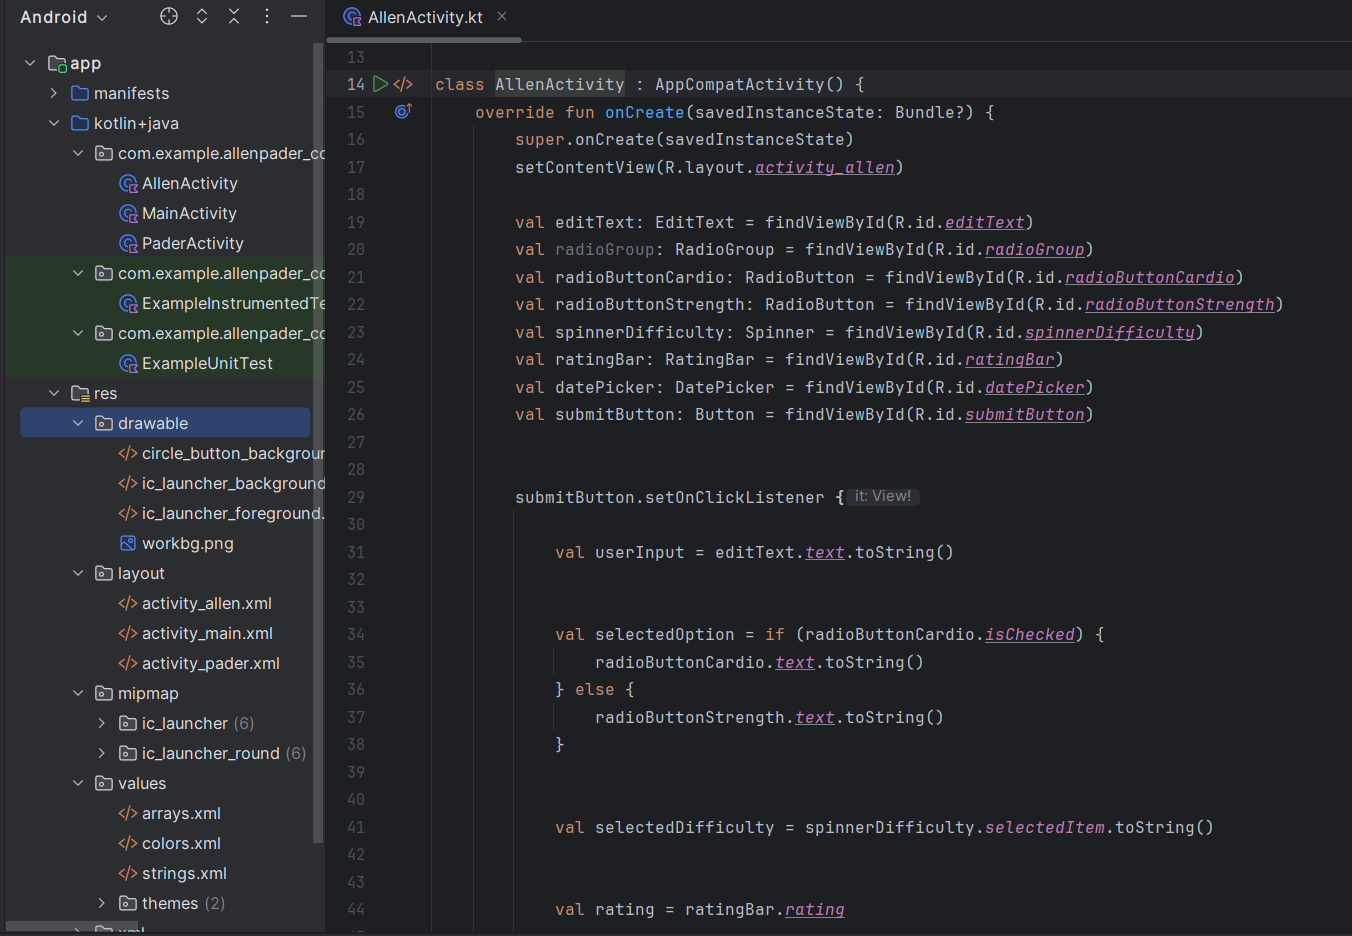 Android
AllenActivity.kt
app
manifests
kotlin+java
com.example.allenpader_co
AllenActivity
MainActivity
PaderActivity
com.example.allenpader_co
ExampleInstrumentedTe
com.example.allenpader_co
ExampleUnitTest
res
drawable
circle_button_backgroun
ic_launcher_background
ic_launcher_foreground.
workbg.png
layout
activity_allen.xml
activity_main.xml
activity_pader.xml
mipmap
ic_launcher (6)
ic_launcher_round (6)
values
arrays.xml
colors.xml
strings.xml
themes (2)
13
14 class AllenActivity : AppCompatActivity() {
15 override fun onCreate(savedInstanceState: Bundle?) {
16 super.onCreate(savedInstanceState)
17 setContentView(R.layout.activity_allen)
18
19 val editText: EditText = findViewById(R.id.editText)
20 val radioGroup: RadioGroup = findViewById(R.id.radioGroup)
21 val radioButtonCardio: RadioButton = findViewById(R.id.radioButtonCardio)
22 val radioButtonStrength: RadioButton = findViewById(R.id.radioButtonStrength)
23 val spinnerDifficulty: Spinner = findViewById(R.id.spinnerDifficulty)
24 val ratingBar: RatingBar = findViewById(R.id.ratingBar)
25 val datePicker: DatePicker = findViewById(R.id.datePicker)
26 val submitButton: Button = findViewById(R.id.submitButton)
27
28
29 submitButton.setOnClickListener { it: View!
30
31 val userInput = editText.text.toString()
32
33
34 val selectedOption = if (radioButtonCardio.isChecked) {
35 radioButtonCardio.text.toString()
36 } else {
37 radioButtonStrength.text.toString()
38 }
39
40
41 val selectedDifficulty = spinnerDifficulty.selectedItem.toString()
42
43
44 val rating = ratingBar.rating